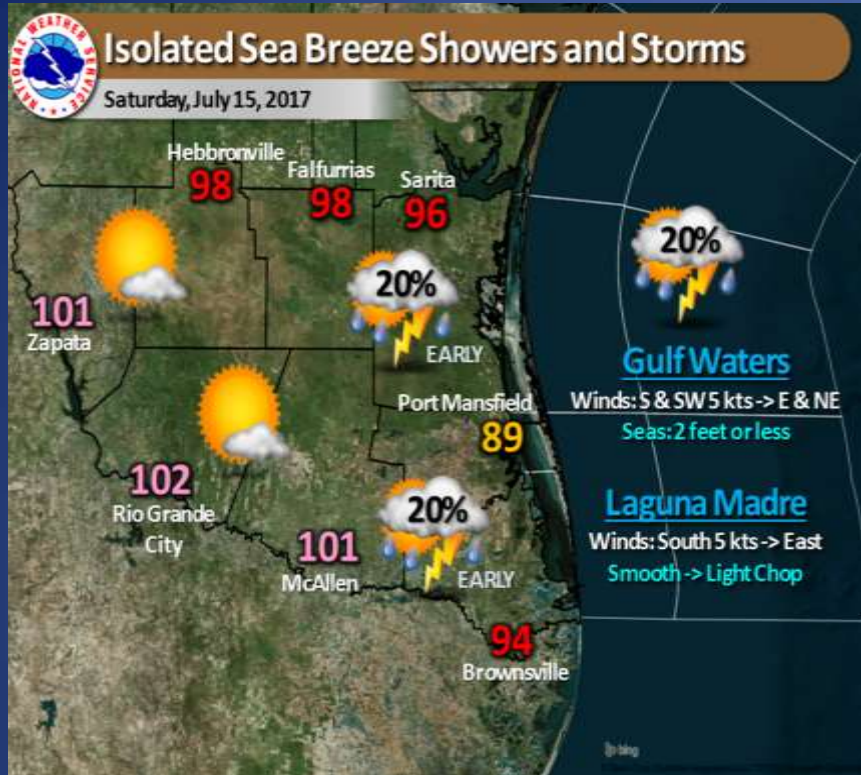 NATIONAL WEATHER SERVICE
Isolated Sea Breeze Showers and Storms
Saturday, July 15, 2017
Hebbronville
98
Falfurrias
98
Sarita
96
20%
20%
EARLY
101
Zapata
Gulf Waters
Winds: S & SW 5 kts -> E & NE
Seas: 2 feet or less
Port Mansfield
89
102
Rio Grande
City
101
McAllen
20%
EARLY
Laguna Madre
Winds: South 5 kts -> East
Smooth -> Light Chop
94
Brownsville
bing